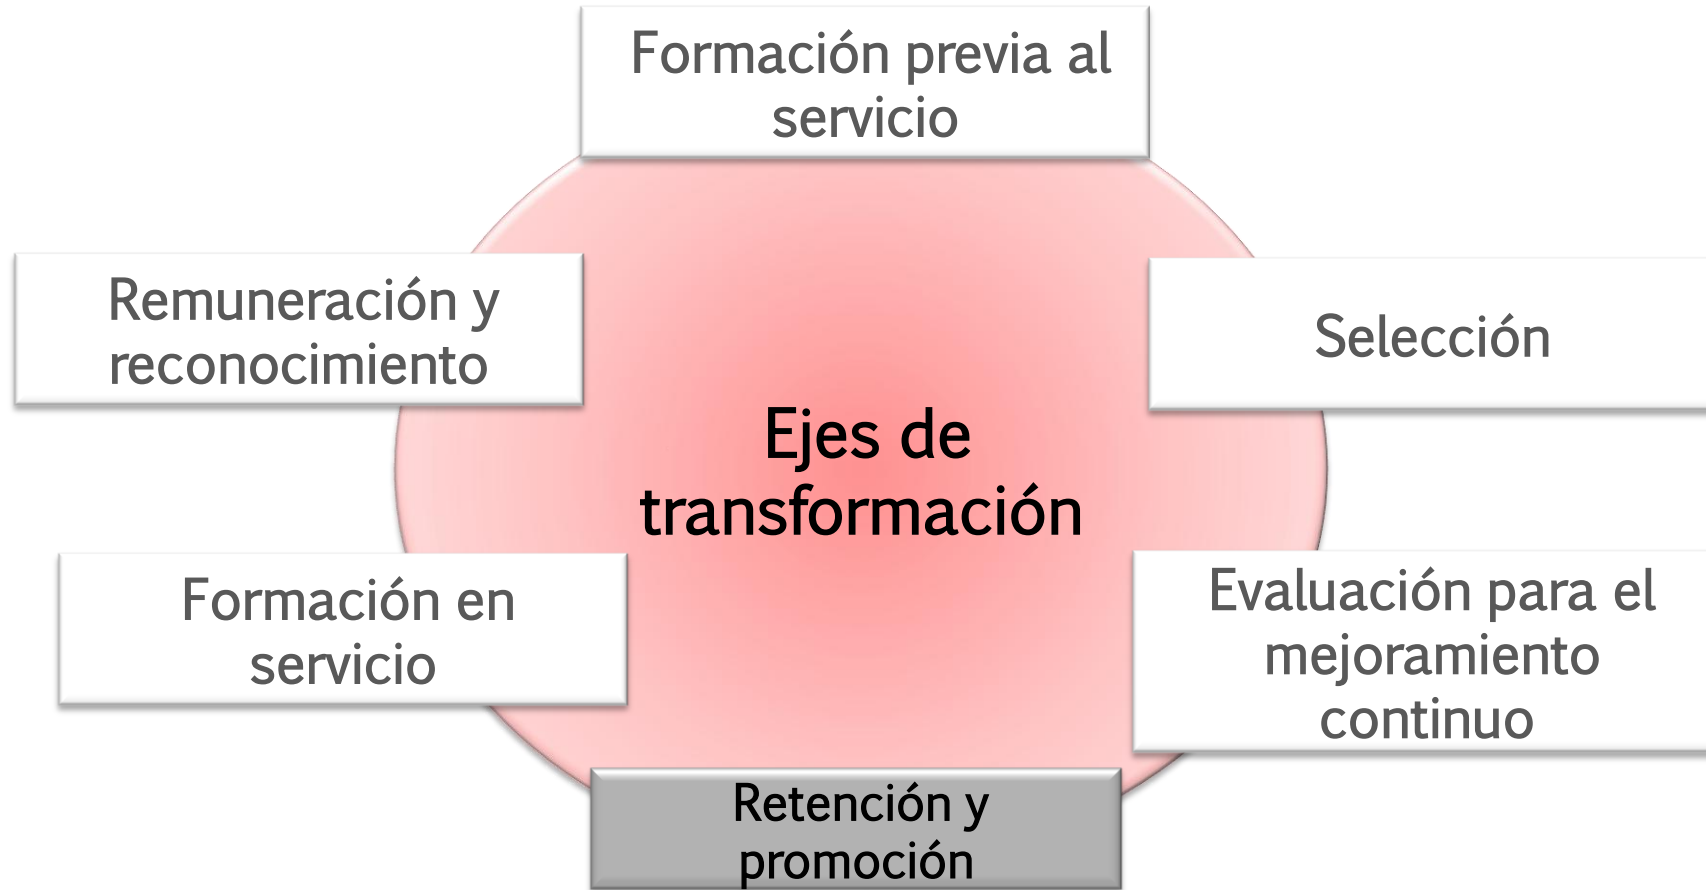 Formación previa al
servicio
Remuneración y
reconocimiento
Selección
Ejes de
transformación
Formación en
servicio
Evaluación para el
mejoramiento
continuo
Retención y
promoción